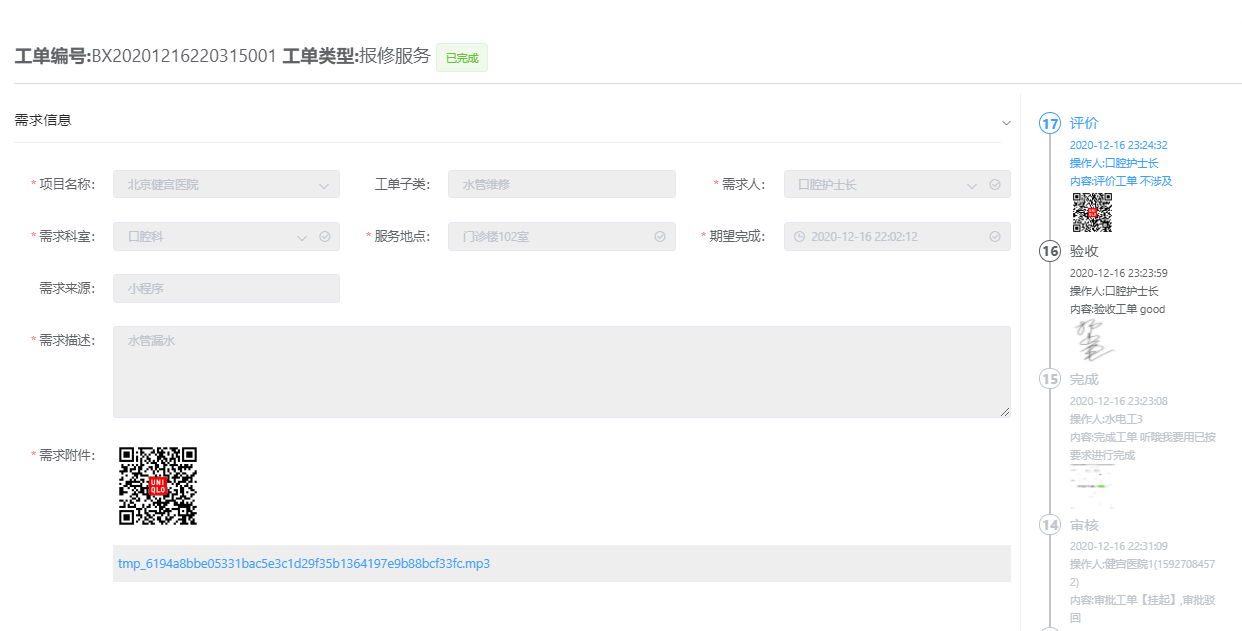 工单编号:BX20201216220315001 工单类型:报修服务 已完成
需求信息
* 项目名称: 北京健宫医院 工单子类: 水管维修 * 需求人: 口腔护士长
* 需求科室: 口腔科 * 服务地点: 门诊楼102室 * 期望完成: 2020-12-16 22:02:12
需求来源: 小程序
* 需求描述: 水管漏水
* 需求附件:
UNI
QLO
tmp_6194a8bbe05331bac5e3c1d29f35b1364197e9b88bcf33fc.mp3
17 评价
2020-12-16 23:24:32
操作人:口腔护士长
内容:评价工单 不涉及
16 验收
2020-12-16 23:23:59
操作人:口腔护士长
内容:验收工单 good
15 完成
2020-12-16 23:23:08
操作人:水电工3
内容:完成工单 听哦我要用已按
要求进行完成
14 审核
2020-12-16 22:31:09
操作人:健宫医院1(1592708457
2)
内容:审批工单【挂起】,审批驳
回